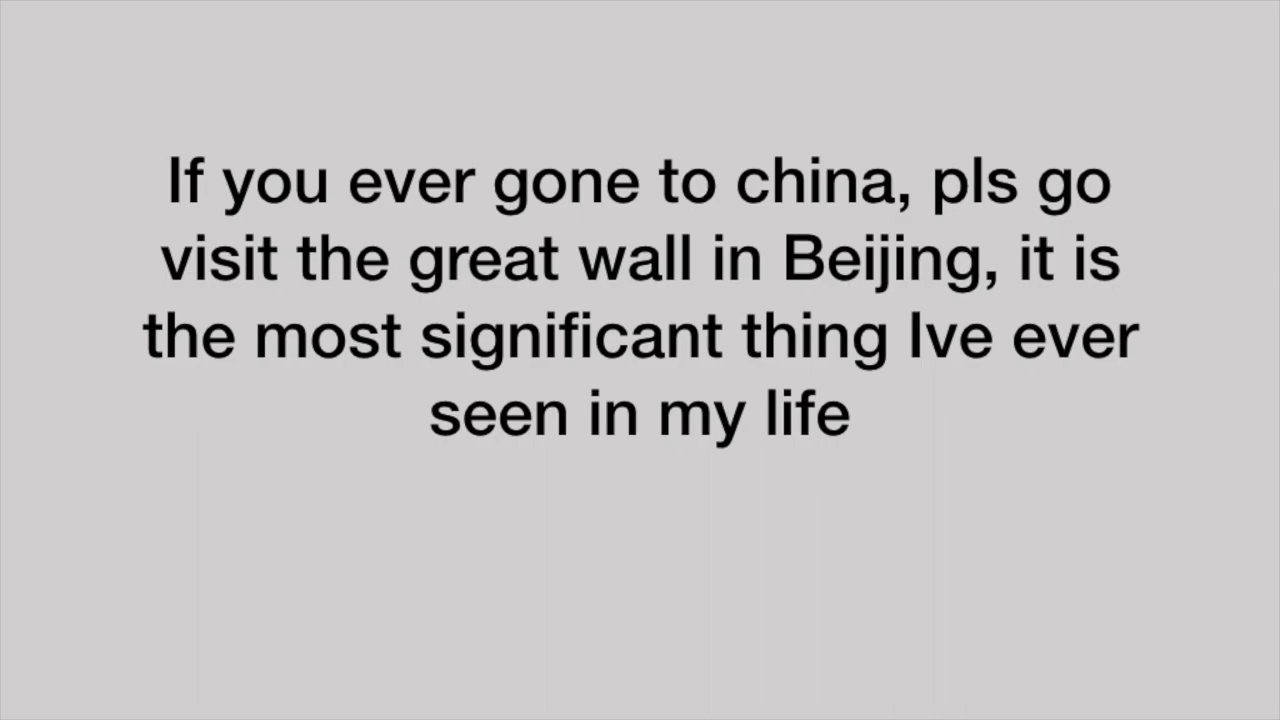 If you ever gone to china, pls go
visit the great wall in Beijing, it is
the most significant thing Ive ever
seen in my life